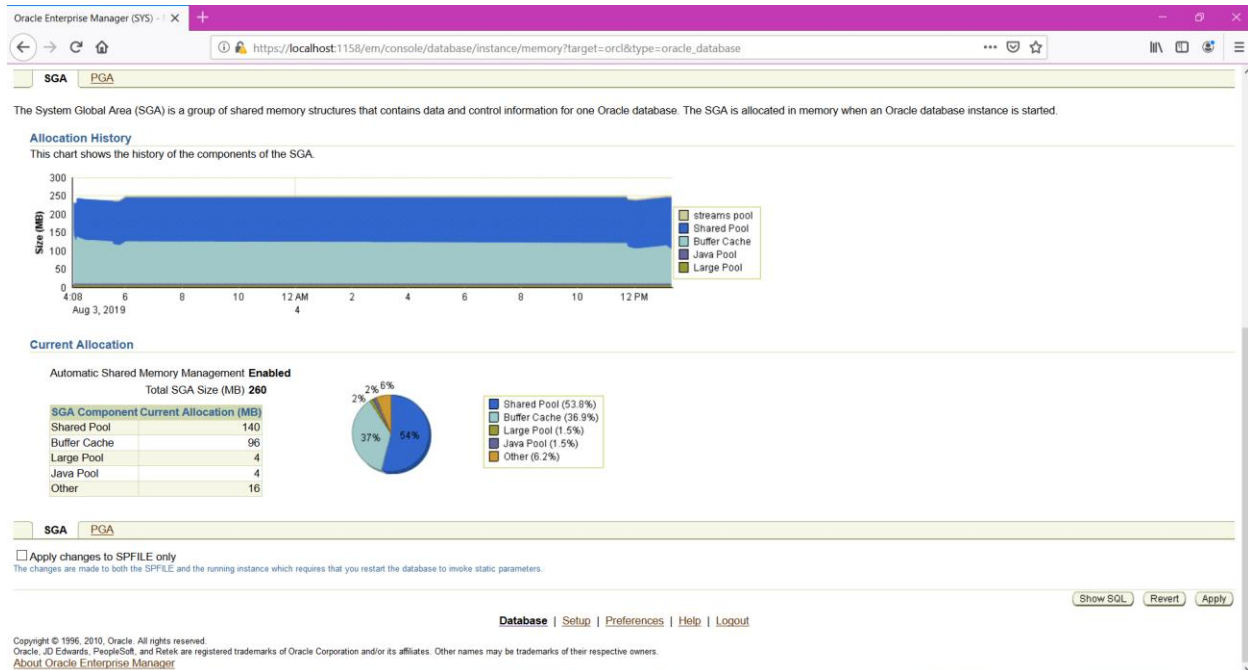 Oracle Enterprise Manager (SYS) -
https://localhost:1158/em/console/database/instance/memory?target=orcl&type=oracle_database
SGA PGA
The System Global Area (SGA) is a group of shared memory structures that contains data and control information for one Oracle database. The SGA is allocated in memory when an Oracle database instance is started.
Allocation History
This chart shows the history of the components of the SGA.
Size (MB)
300
250
200
150
100
50
0
4:08 6 8 10 12 AM 2 4 6 8 10 12 PM
Aug 3, 2019 4
streams pool
Shared Pool
Buffer Cache
Java Pool
Large Pool
Current Allocation
Automatic Shared Memory Management Enabled
Total SGA Size (MB) 260
SGA Component Current Allocation (MB)
Shared Pool 140
Buffer Cache 96
Large Pool 4
Java Pool 4
Other 16
2% 6%
2%
37% 54%
Shared Pool (53.8%)
Buffer Cache (36.9%)
Large Pool (1.5%)
Java Pool (1.5%)
Other (6.2%)
SGA PGA
Apply changes to SPFILE only
The changes are made to both the SPFILE and the running instance which requires that you restart the database to invoke static parameters.
Show SQL Revert Apply
Database | Setup | Preferences | Help | Logout
Copyright © 1996, 2010, Oracle. All rights reserved.
Oracle, JD Edwards, PeopleSoft, and Retek are registered trademarks of Oracle Corporation and/or its affiliates. Other names may be trademarks of their respective owners.
About Oracle Enterprise Manager